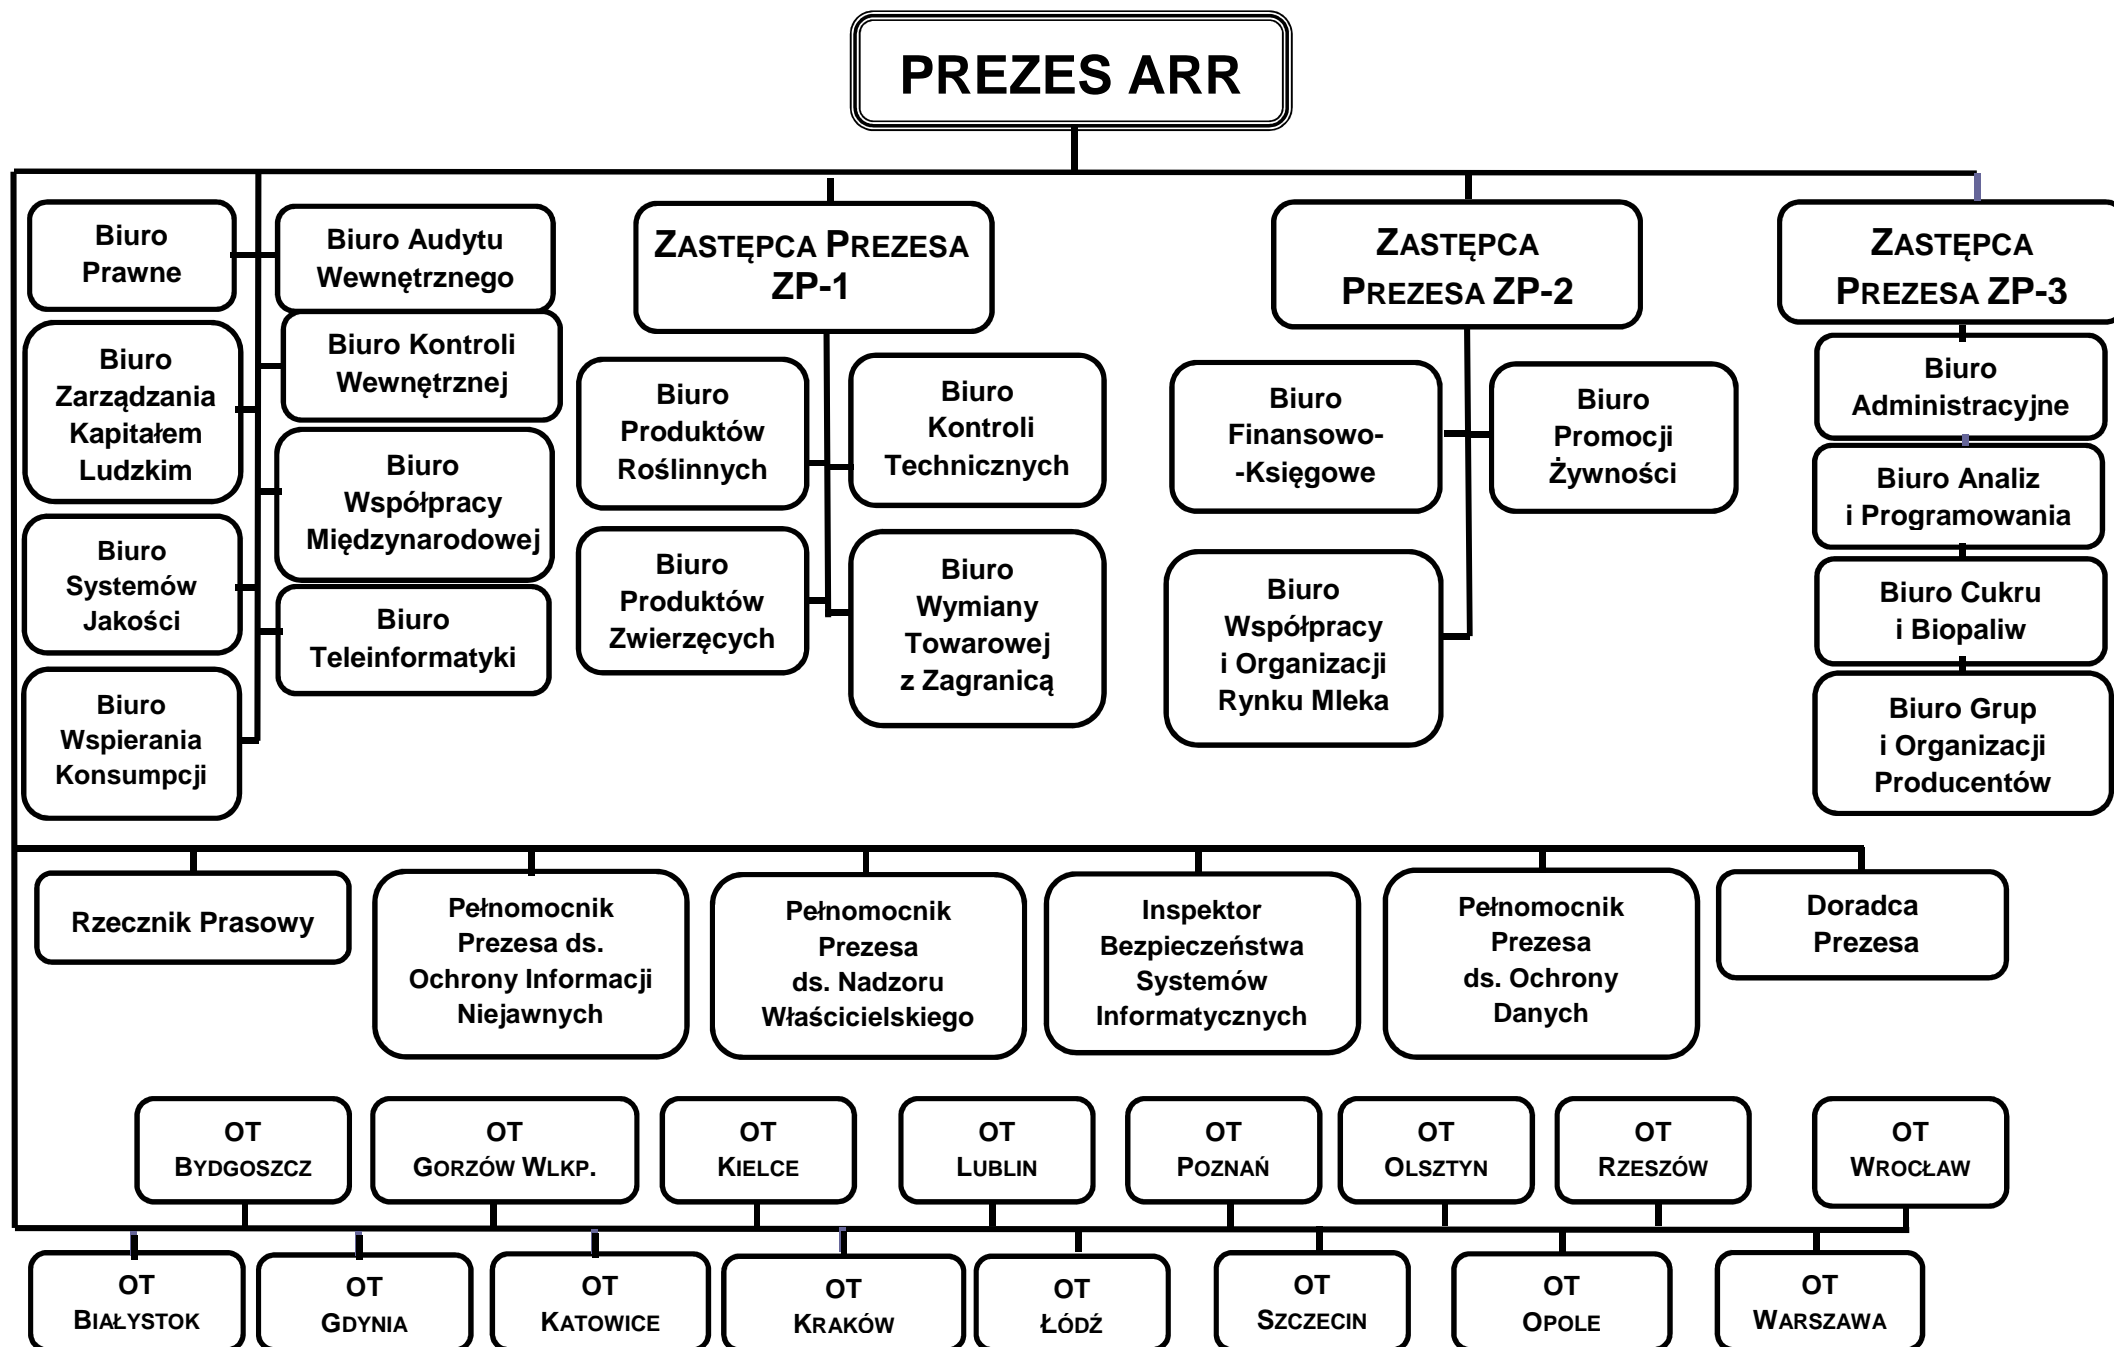 PREZES ARR
Biuro
Prawne
Biuro Audytu
Wewnętrznego
ZASTĘPCA PREZESA
ZP-1
ZASTĘPCA
PREZESA ZP-2
ZASTĘPCA
PREZESA ZP-3
Biuro
Zarządzania
Kapitałem
Ludzkim
Biuro Kontroli
Wewnętrznej
Biuro
Współpracy
Międzynarodowej
Biuro
Systemów
Jakości
Biuro
Teleinformatyki
Biuro
Wspierania
Konsumpcji
Biuro
Produktów
Roślinnych
Biuro
Kontroli
Technicznych
Biuro
Produktów
Zwierzęcych
Biuro
Wymiany
Towarowej
z Zagranicą
Biuro
Finansowo-
-Księgowe
Biuro
Promocji
Żywności
Biuro
Współpracy
i Organizacji
Rynku Mleka
Biuro
Administracyjne
Biuro Analiz
i Programowania
Biuro Cukru
i Biopaliw
Biuro Grup
i Organizacji
Producentów
Rzecznik Prasowy
Pełnomocnik
Prezesa ds.
Ochrony Informacji
Niejawnych
Pełnomocnik
Prezesa
ds. Nadzoru
Właścicielskiego
Inspektor
Bezpieczeństwa
Systemów
Informatycznych
Pełnomocnik
Prezesa
ds. Ochrony
Danych
Doradca
Prezesa
OT
BYDGOSZCZ
OT
GORZÓW WLKP.
OT
KIELCE
OT
LUBLIN
OT
POZNAŃ
OT
OLSZTYN
OT
RZESZÓW
OT
WROCŁAW
OT
BIAŁYSTOK
OT
GDYNIA
OT
KATOWICE
OT
KRAKÓW
OT
ŁÓDŹ
OT
SZCZECIN
OT
OPOLE
OT
WARSZAWA